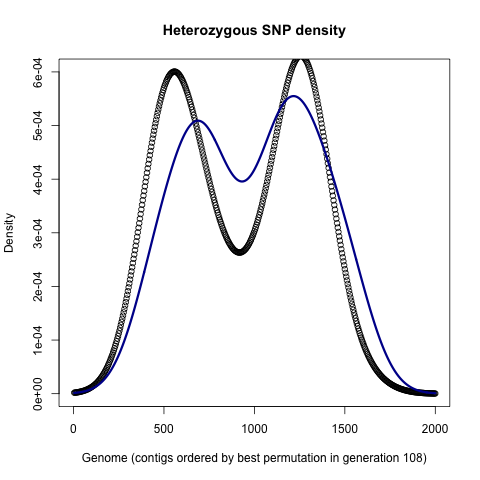 Heterozygous SNP density
Density
6e-04
5e-04
4e-04
3e-04
2e-04
1e-04
0e+00
0 500 1000 1500 2000
Genome (contigs ordered by best permutation in generation 108)